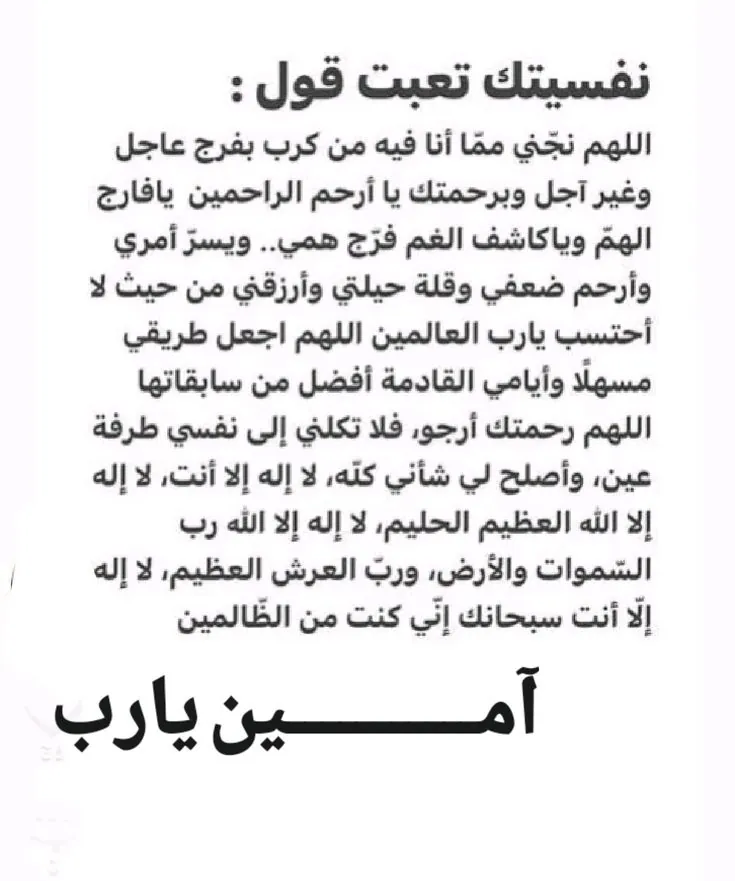 نفسيتك تعبت قول :
اللهم نجّني ممّا أنا فيه من كرب بفرج عاجل
وغير آجل وبرحمتك يا أرحم الراحمين يافارج
الهمّ وياكاشف الغم فرّج همي.. ويسرّ أمري
وأرحم ضعفي وقلة حيلتي وأرزقني من حيث لا
أحتسب يارب العالمين اللهم اجعل طريقي
مسهلًا وأيامي القادمة أفضل من سابقاتها
اللهم رحمتك أرجو، فلا تكلني إلى نفسي طرفة
عين، وأصلح لي شأني كلّه، لا إله إلا أنت، لا إله
إلا الله العظيم الحليم، لا إله إلا الله رب
السّموات والأرض، وربّ العرش العظيم، لا إله
إلّا أنت سبحانك إنّي كنت من الظّالمين
آمـــــــــين يارب